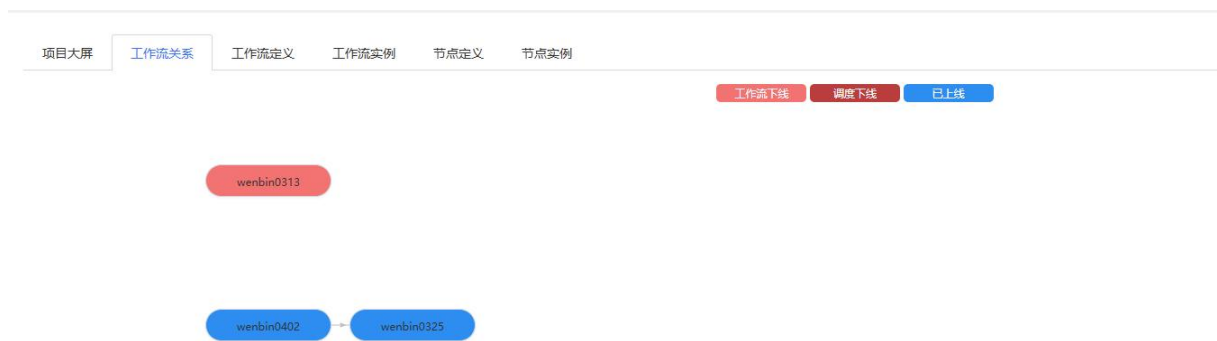 项目大屏 工作流关系 工作流定义 工作流实例 节点定义 节点实例
工作流下线 调度下线 已上线
wenbin0313
wenbin0402 wenbin0325